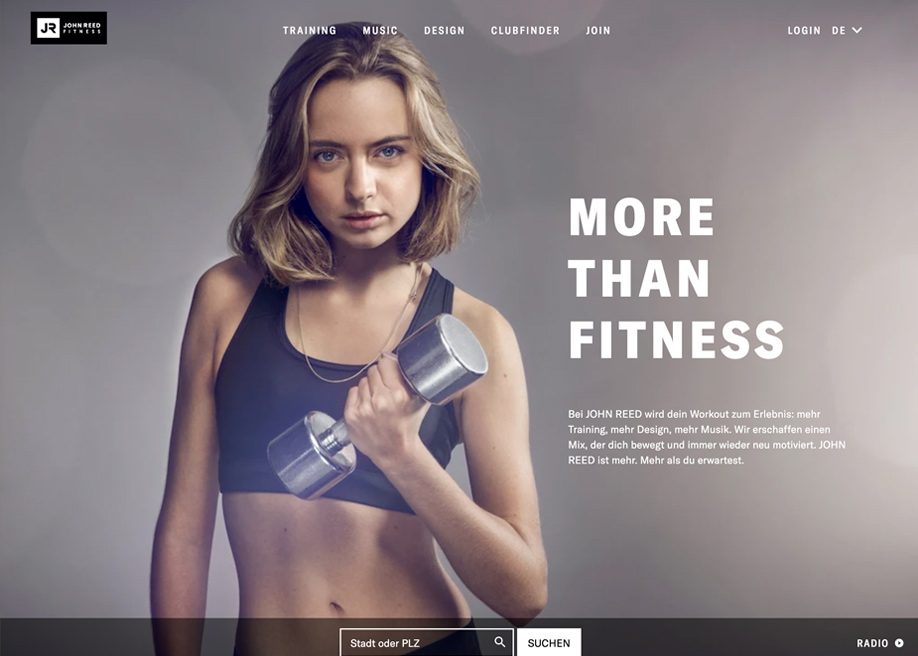 JR JOHN REED
FITNESS
TRAINING MUSIC DESIGN CLUBFINDER JOIN
LOGIN DE
MORE
THAN
FITNESS
Bei JOHN REED wird dein Workout zum Erlebnis: mehr
Training, mehr Design, mehr Musik. Wir erschaffen einen
Mix, der dich bewegt und immer wieder neu motiviert. JOHN
REED ist mehr. Mehr als du erwartest.
Stadt oder PLZ
SUCHEN
RADIO